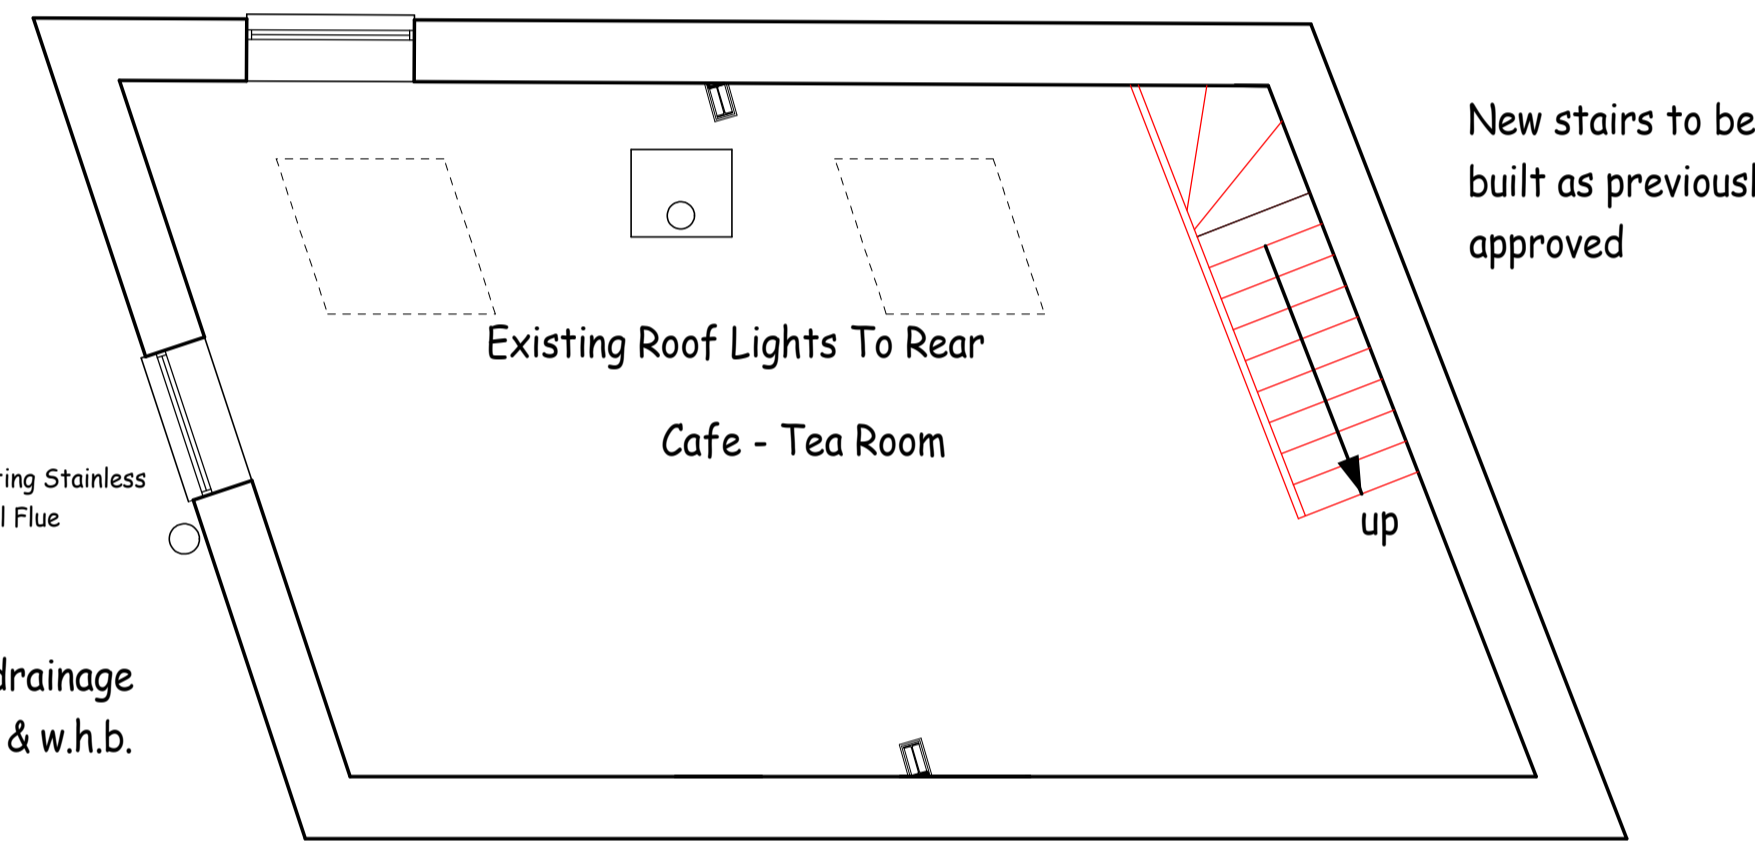 New stairs to be
built as previousl
approved
Existing Roof Lights To Rear
Cafe - Tea Room
ting Stainless
l Flue
up
drainage
& w.h.b.